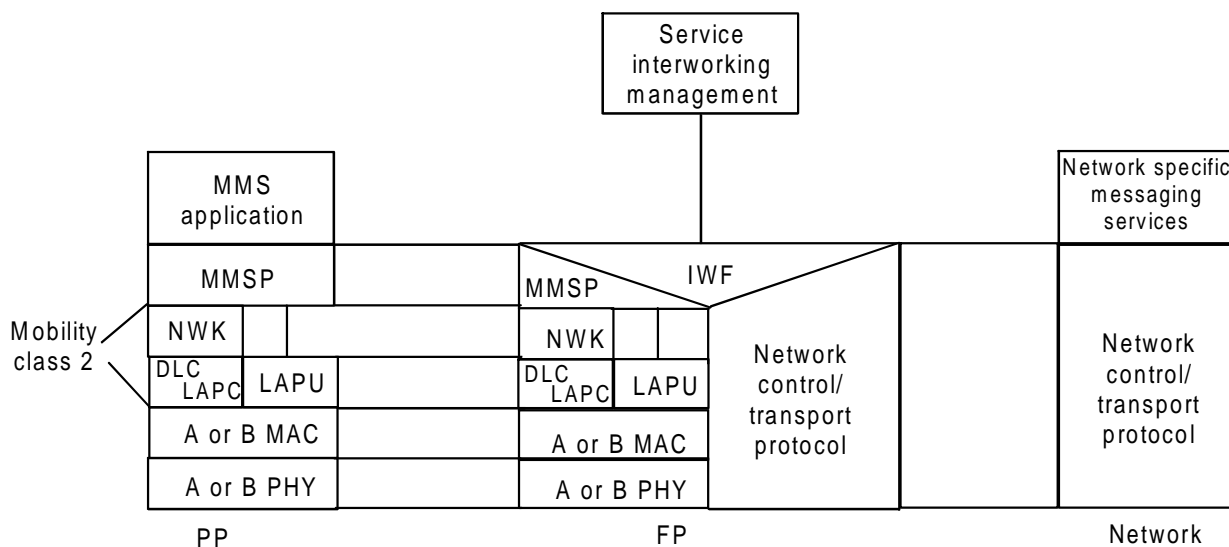 Service
interworking
management
MMS
application
Network specific
messaging
services
MMSP
MMSP
IWF
Mobility
class 2
NWK
NWK
DLC
LAPC
LAPU
DLC
LAPC
LAPU
Network
control/
transport
protocol
Network
control/
transport
protocol
A or B MAC
A or B MAC
A or B PHY
A or B PHY
PP
FP
Network